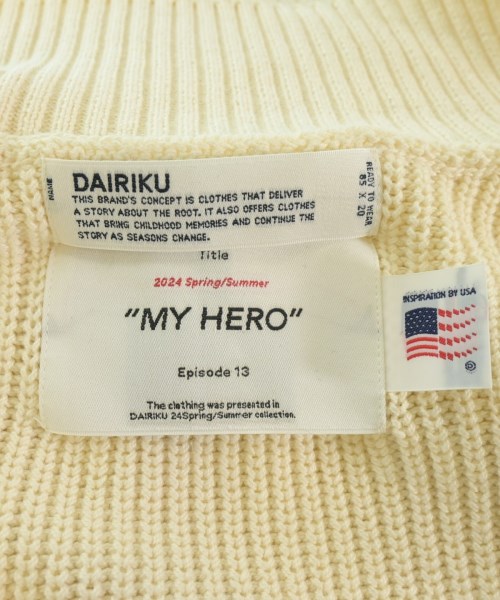 NAME
DAIRIKU
THIS BRAND'S CONCEPT IS CLOTHES THAT DELIVER
A STORY ABOUT THE ROOT. IT ALSO OFFERS CLOTHES
THAT BRING CHILDHOOD MEMORIES AND CONTINUE THE
STORY AS SEASONS CHANGE.
READY TO WEAR
85 X 20
Title
2024 Spring/Summer
"MY HERO"
Episode 13
The clothing was presented in
DAIRIKU 24Spring/Summer collection.
INSPIRATION BY USA